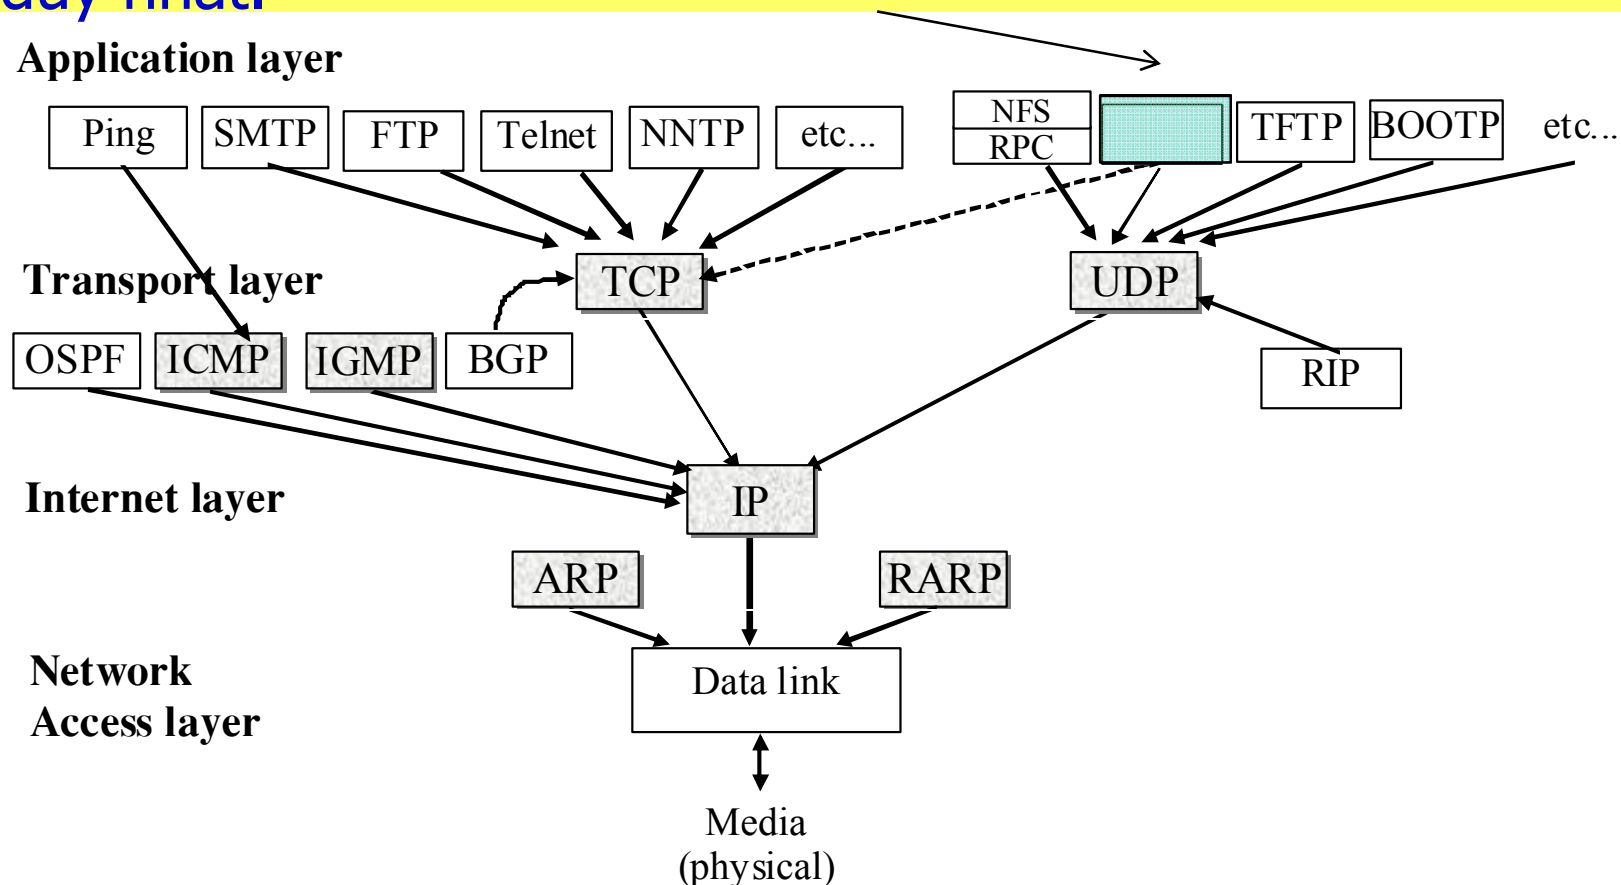 Application layer
Ping SMTP FTP Telnet NNTP etc... NFS TFTP BOOTP etc...
RPC
Transport layer
TCP UDP
OSPF ICMP IGMP BGP RIP
Internet layer
IP
ARP RARP
Network
Access layer
Data link
Media
(physical)